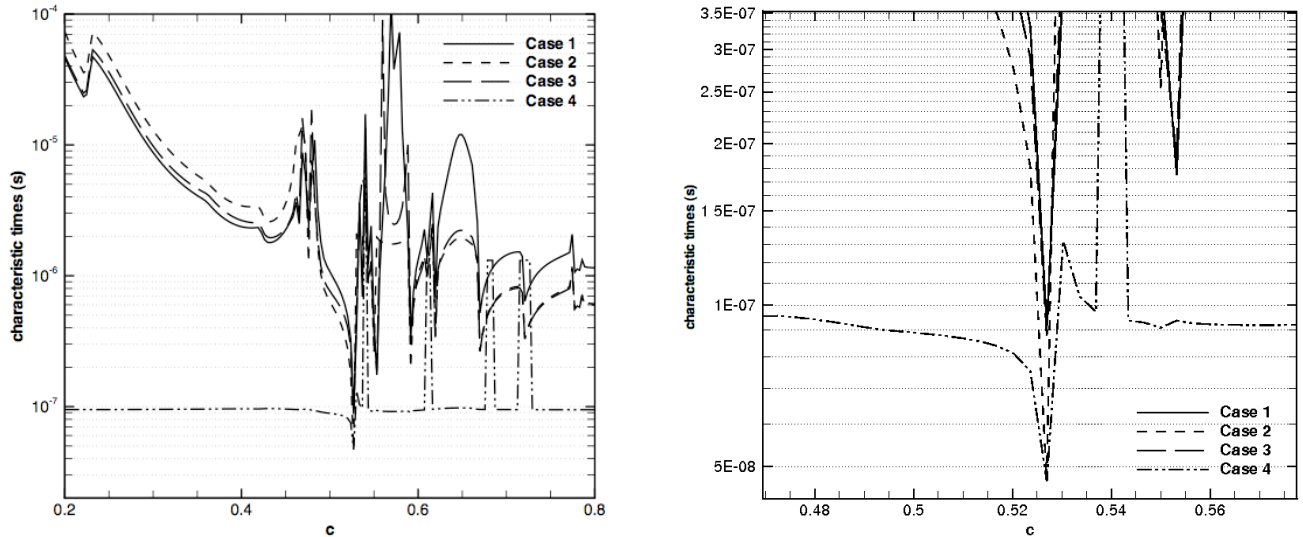 10⁻⁴
10⁻⁵
10⁻⁶
10⁻⁷
characteristic times (s)
Case 1
Case 2
Case 3
Case 4
0.2
0.4
0.6
0.8
c
3.5E-07
3E-07
2.5E-07
2E-07
1.5E-07
1E-07
5E-08
characteristic times (s)
Case 1
Case 2
Case 3
Case 4
0.48
0.5
0.52
0.54
0.56
c